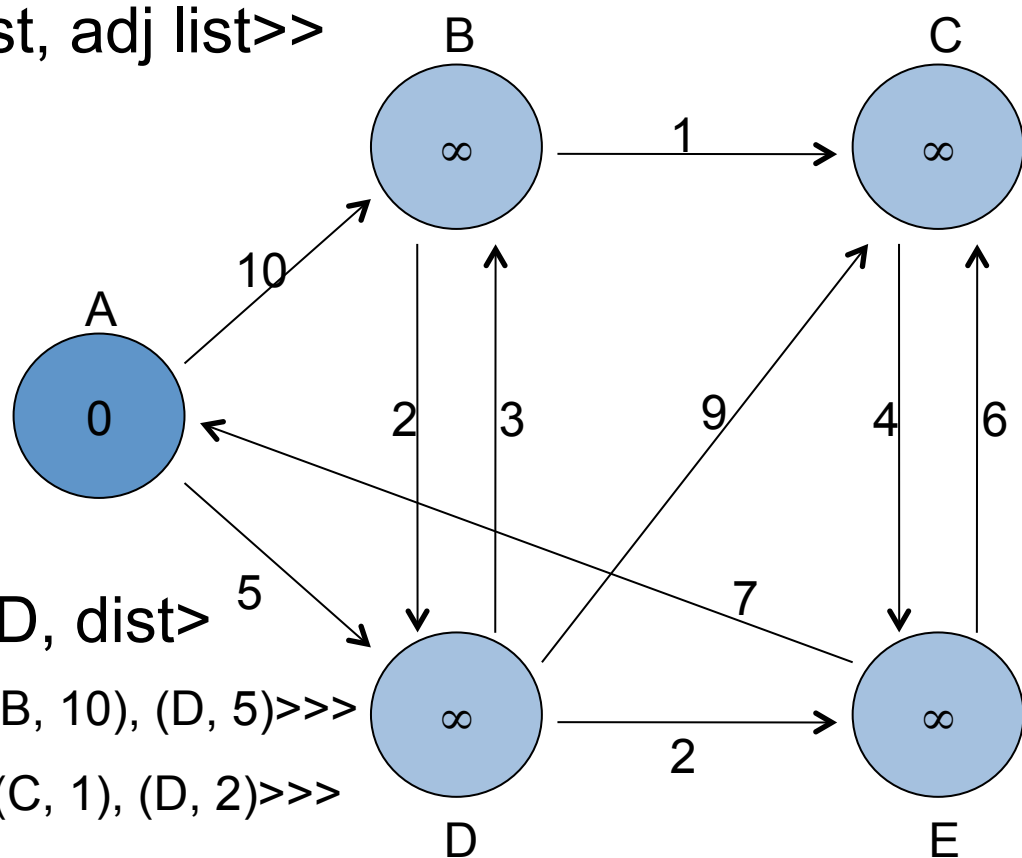 st, adj list>>
B
C
∞
∞
1
10
A
0
2
3
9
4
6
5
7
D, dist>
B, 10), (D, 5)>>>
∞
∞
2
(C, 1), (D, 2)>>>
D
E